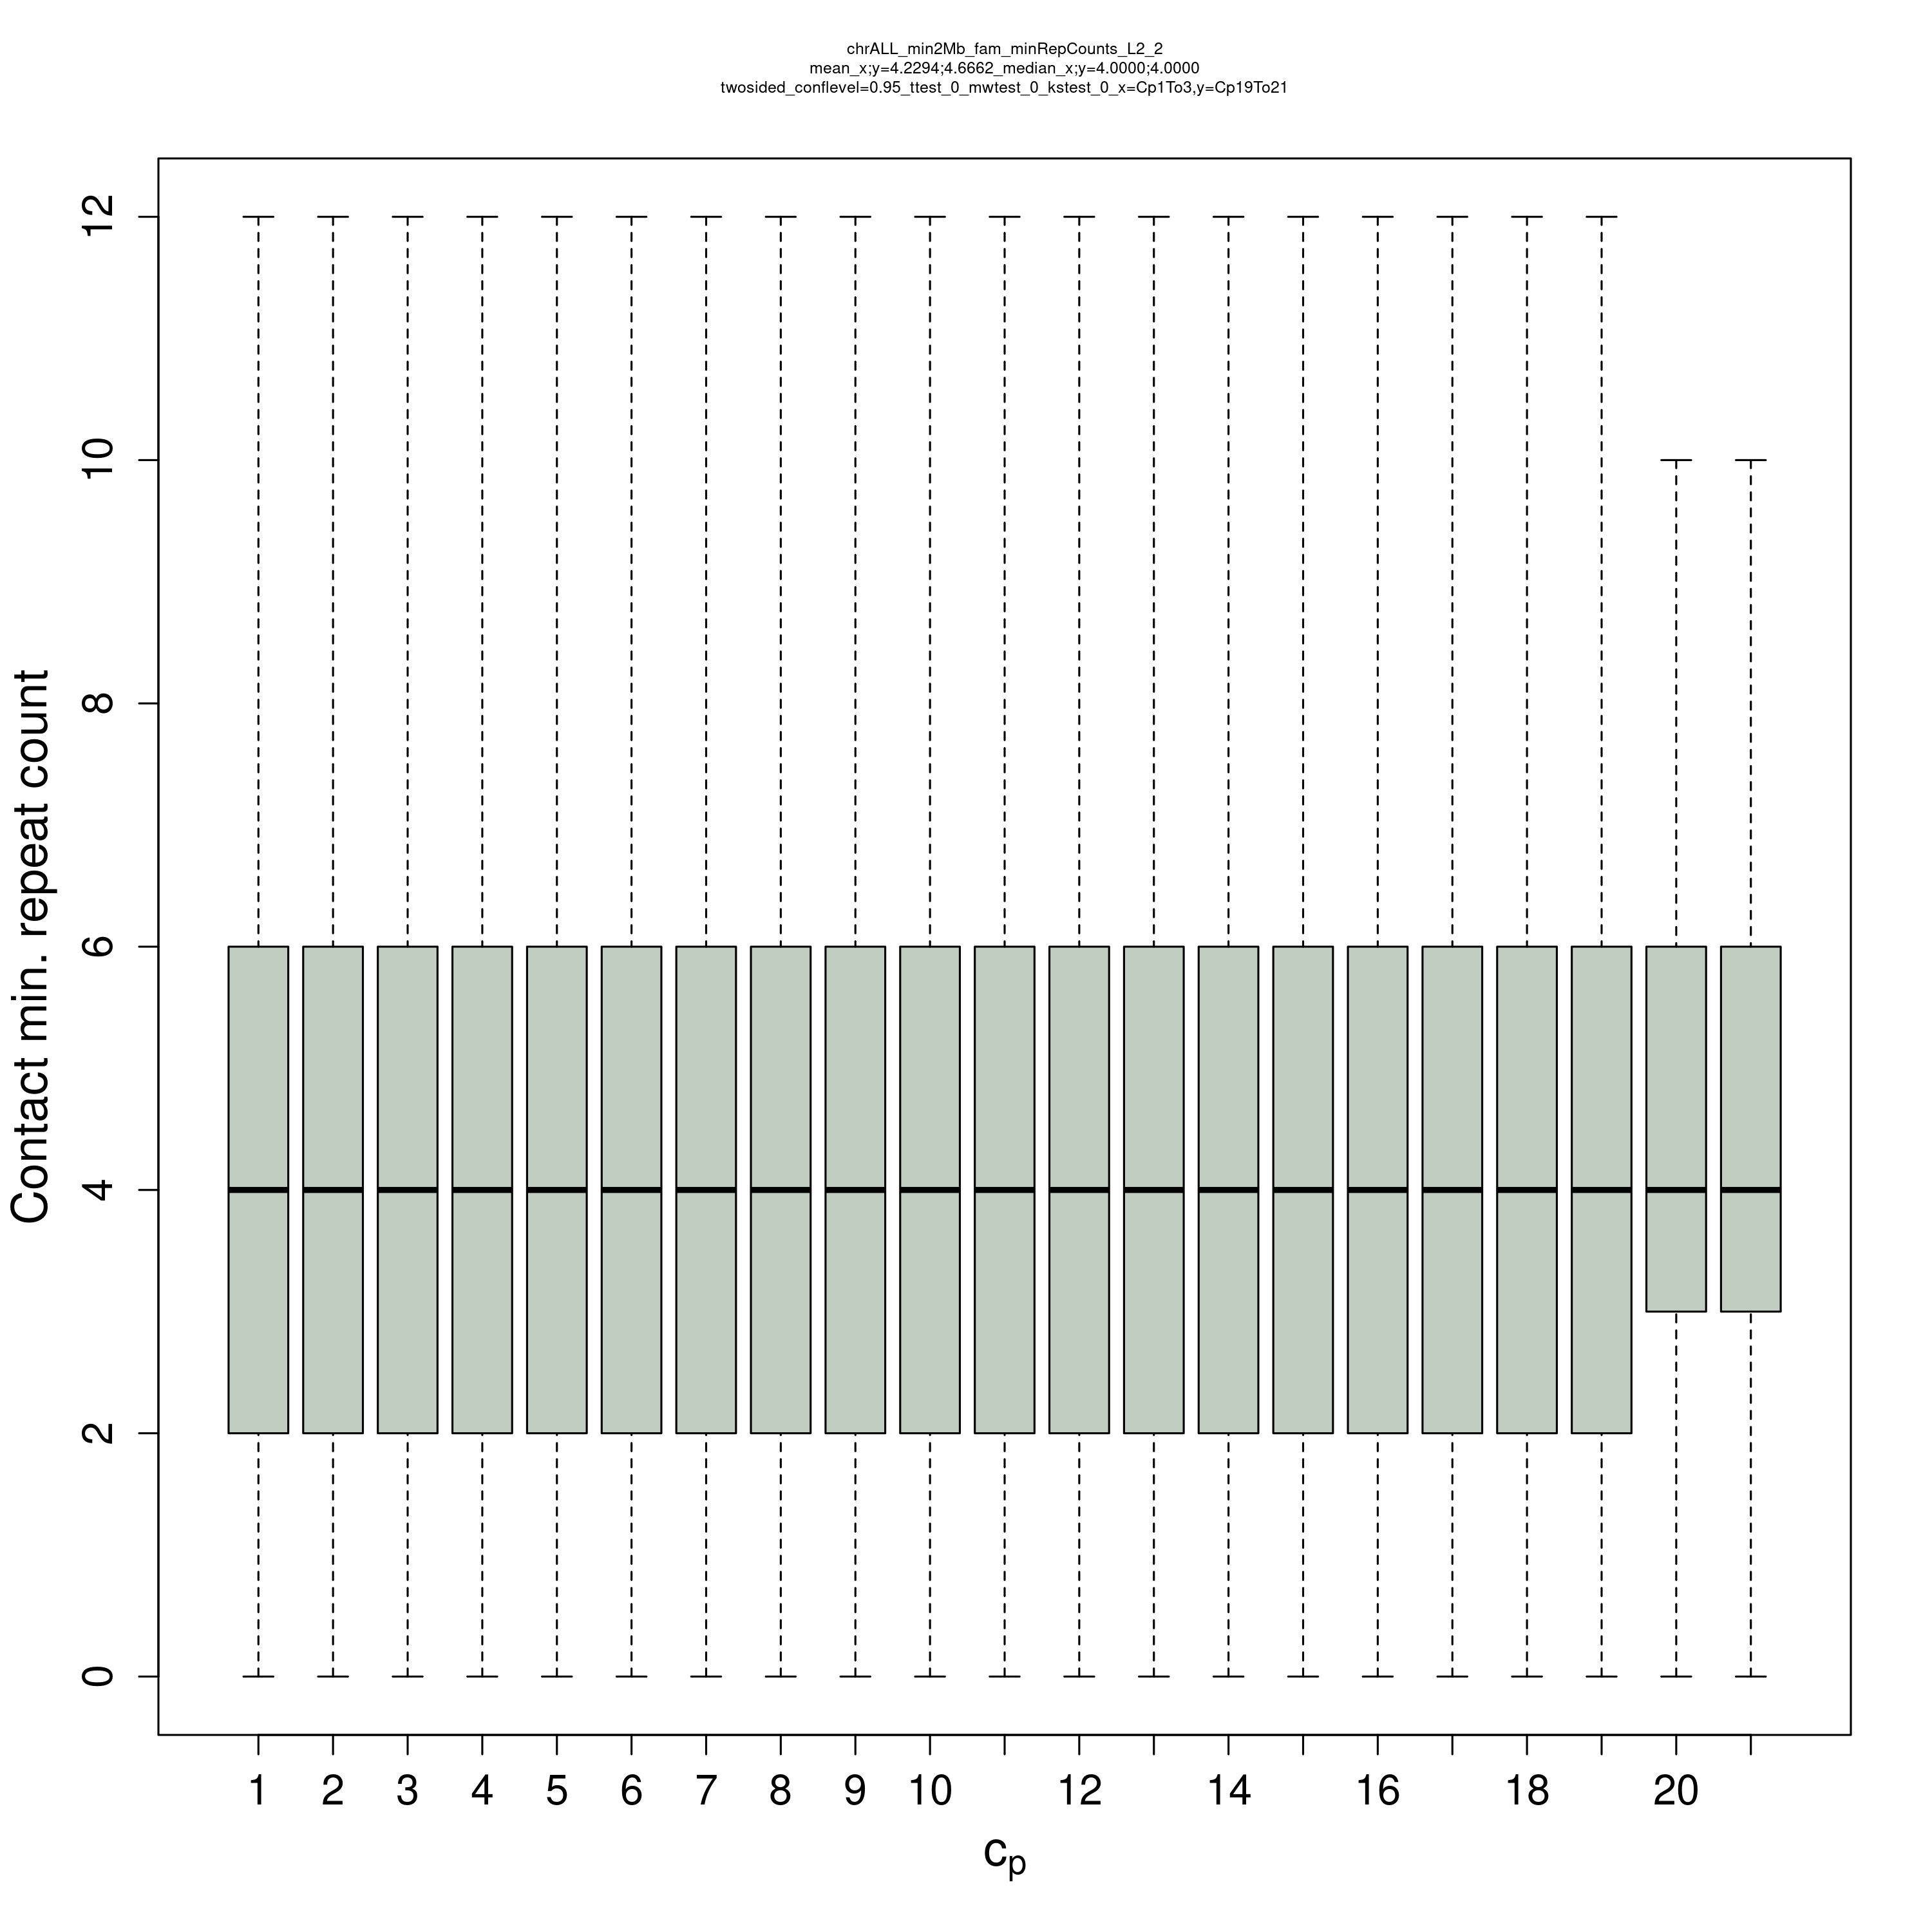 chrALL_min2Mb_fam_minRepCounts_L2_2
mean_x;y=4.2294;4.6662_median_x;y=4.0000;4.0000
twosided_conflevel=0.95_ttest_0_mwtest_0_kstest_0_x=Cp1To3,y=Cp19To21
12
10
8
6
4
2
0
Contact min. repeat count
1 2 3 4 5 6 7 8 9 10 12 14 16 18 20
cp